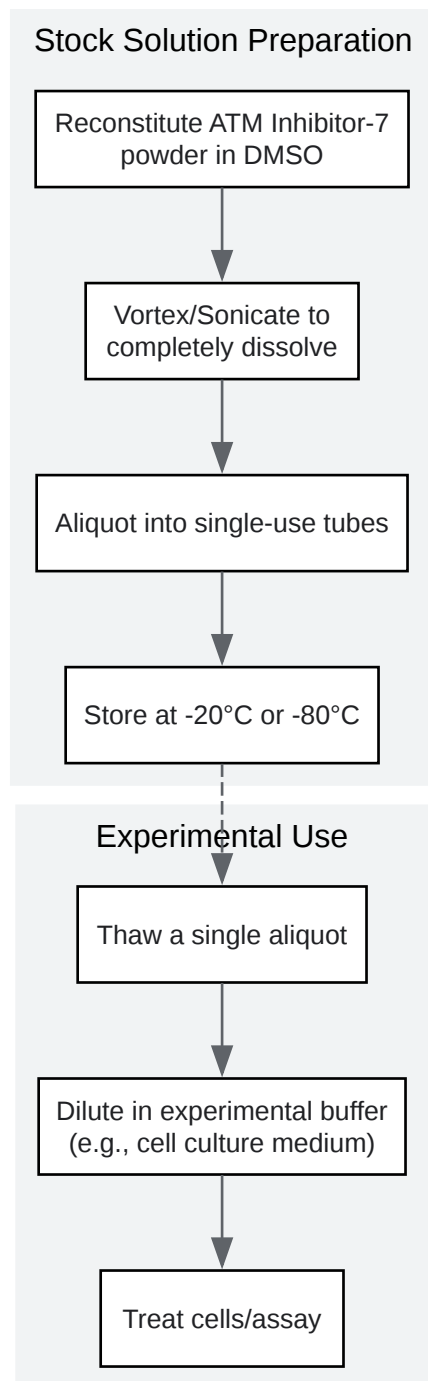 Stock Solution Preparation
Reconstitute ATM Inhibitor-7
powder in DMSO
Vortex/Sonicate to
completely dissolve
Aliquot into single-use tubes
Store at -20°C or -80°C
Experimental Use
Thaw a single aliquot
Dilute in experimental buffer
(e.g., cell culture medium)
Treat cells/assay